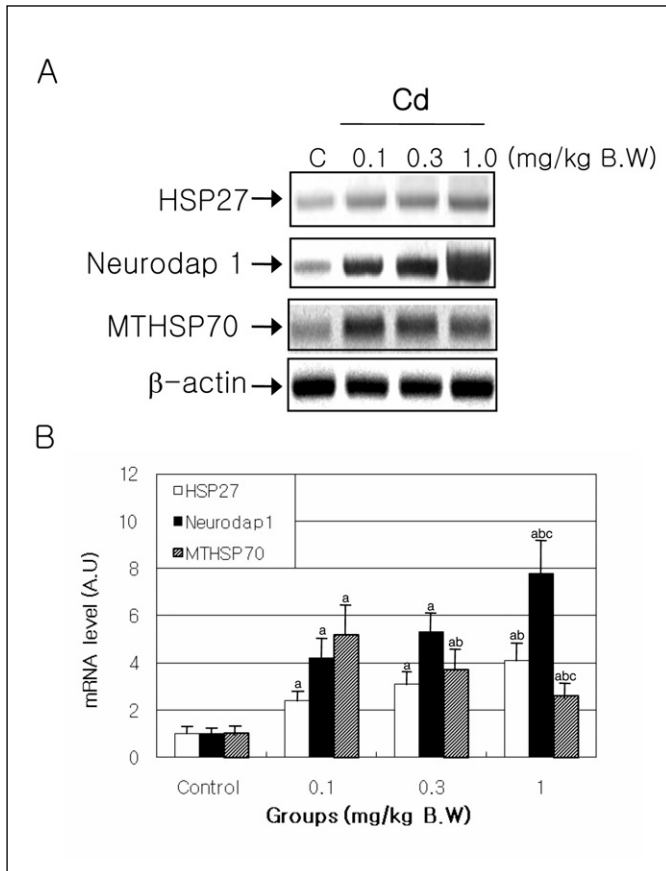 A
Cd
C 0.1 0.3 1.0 (mg/kg B.W)
HSP27
Neurodap 1
MTHSP70
β-actin
B
12
10
8
6
4
2
0
mRNA level (A.U)
HSP27
Neurodap1
MTHSP70
a a a
a a ab
ab abc abc
Control 0.1 0.3 1
Groups (mg/kg B.W)